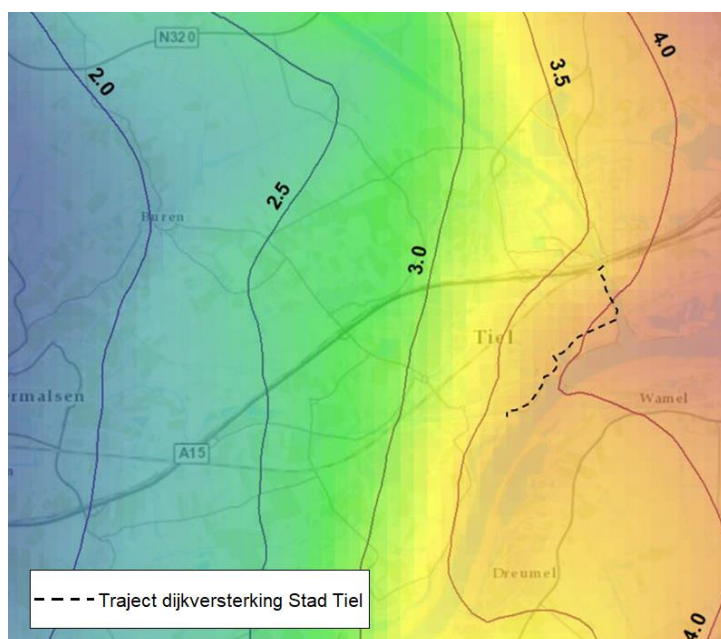 N320
4.0
2.0
3.5
2.5
Buren
3.0
Tiel
ermalsen
Wamel
A15
n
Dreumel
4.0
Traject dijkversterking Stad Tiel